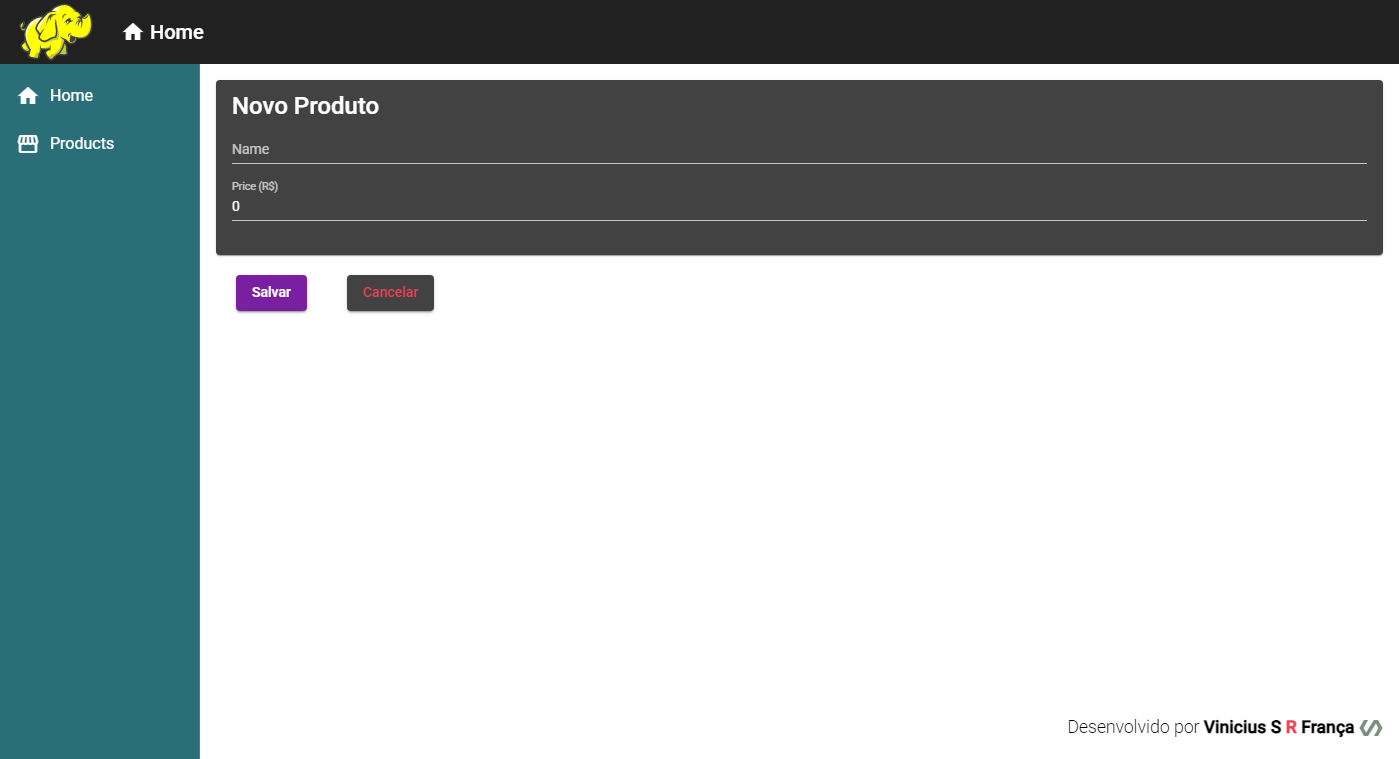 Home
Home
Products
Novo Produto
Name
Price (R$)
0
Salvar
Cancelar
Desenvolvido por Vinicius S R França